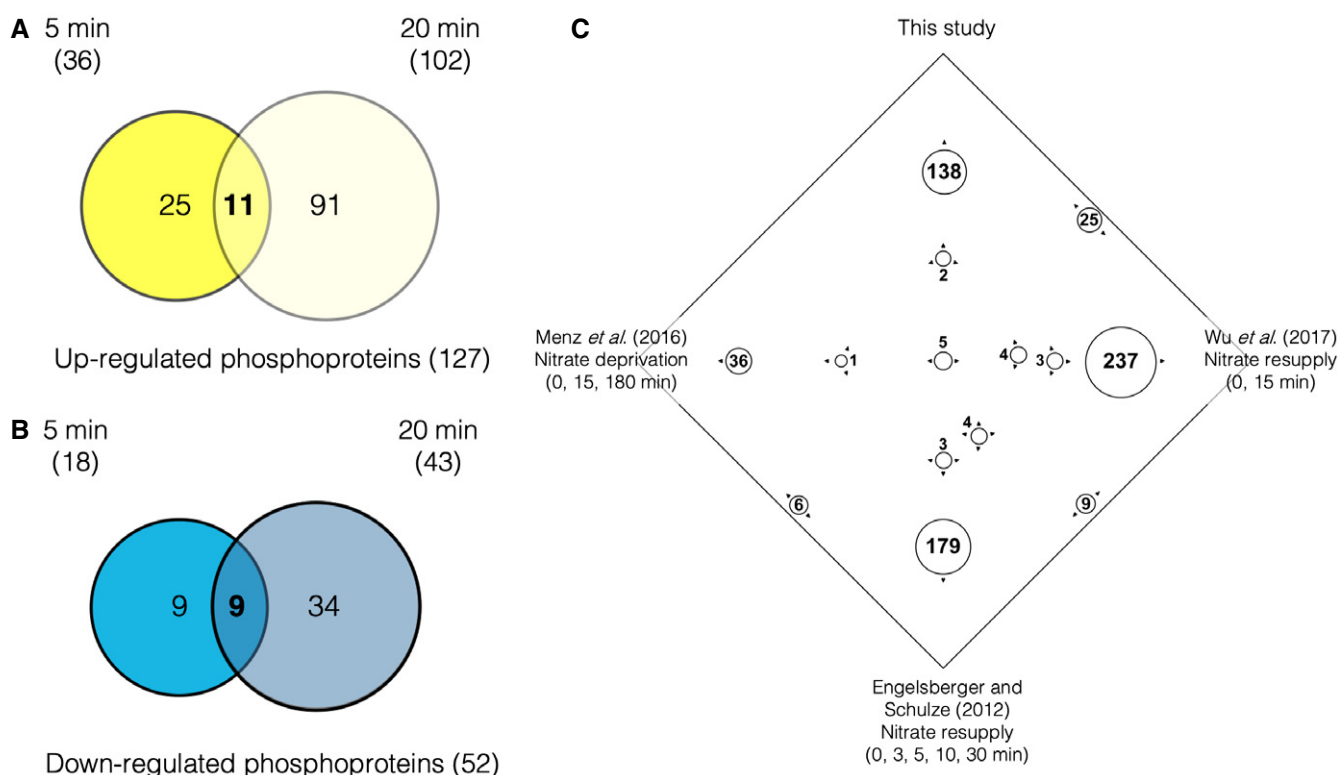 A
5 min
(36)
20 min
(102)
25
11
91
Up-regulated phosphoproteins (127)
B
5 min
(18)
20 min
(43)
9
9
34
Down-regulated phosphoproteins (52)
C
This study
138
25
2
Menz et al. (2016)
Nitrate deprivation
(0, 15, 180 min)
36
1
5
4
3
237
Wu et al. (2017)
Nitrate resupply
(0, 15 min)
4
3
6
9
179
Engelsberger and
Schulze (2012)
Nitrate resupply
(0, 3, 5, 10, 30 min)